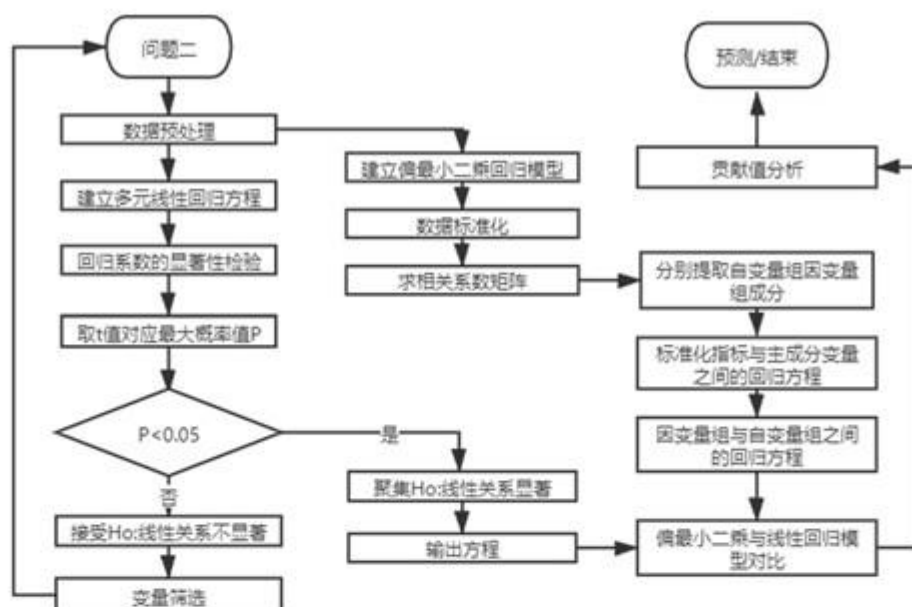 问题二
数据预处理
建立多元线性回归方程
回归系数的显著性检验
取t值对应最大概率值P
P<0.05
是
否
接受Ho:线性关系不显著
变量筛选
建立偏最小二乘回归模型
数据标准化
求相关系数矩阵
聚集Ho:线性关系显著
输出方程
预测/结束
贡献值分析
分别提取自变量组因变量
组成分
标准化指标与主成分变量
之间的回归方程
因变量组与自变量组之间
的回归方程
偏最小二乘与线性回归模
型对比